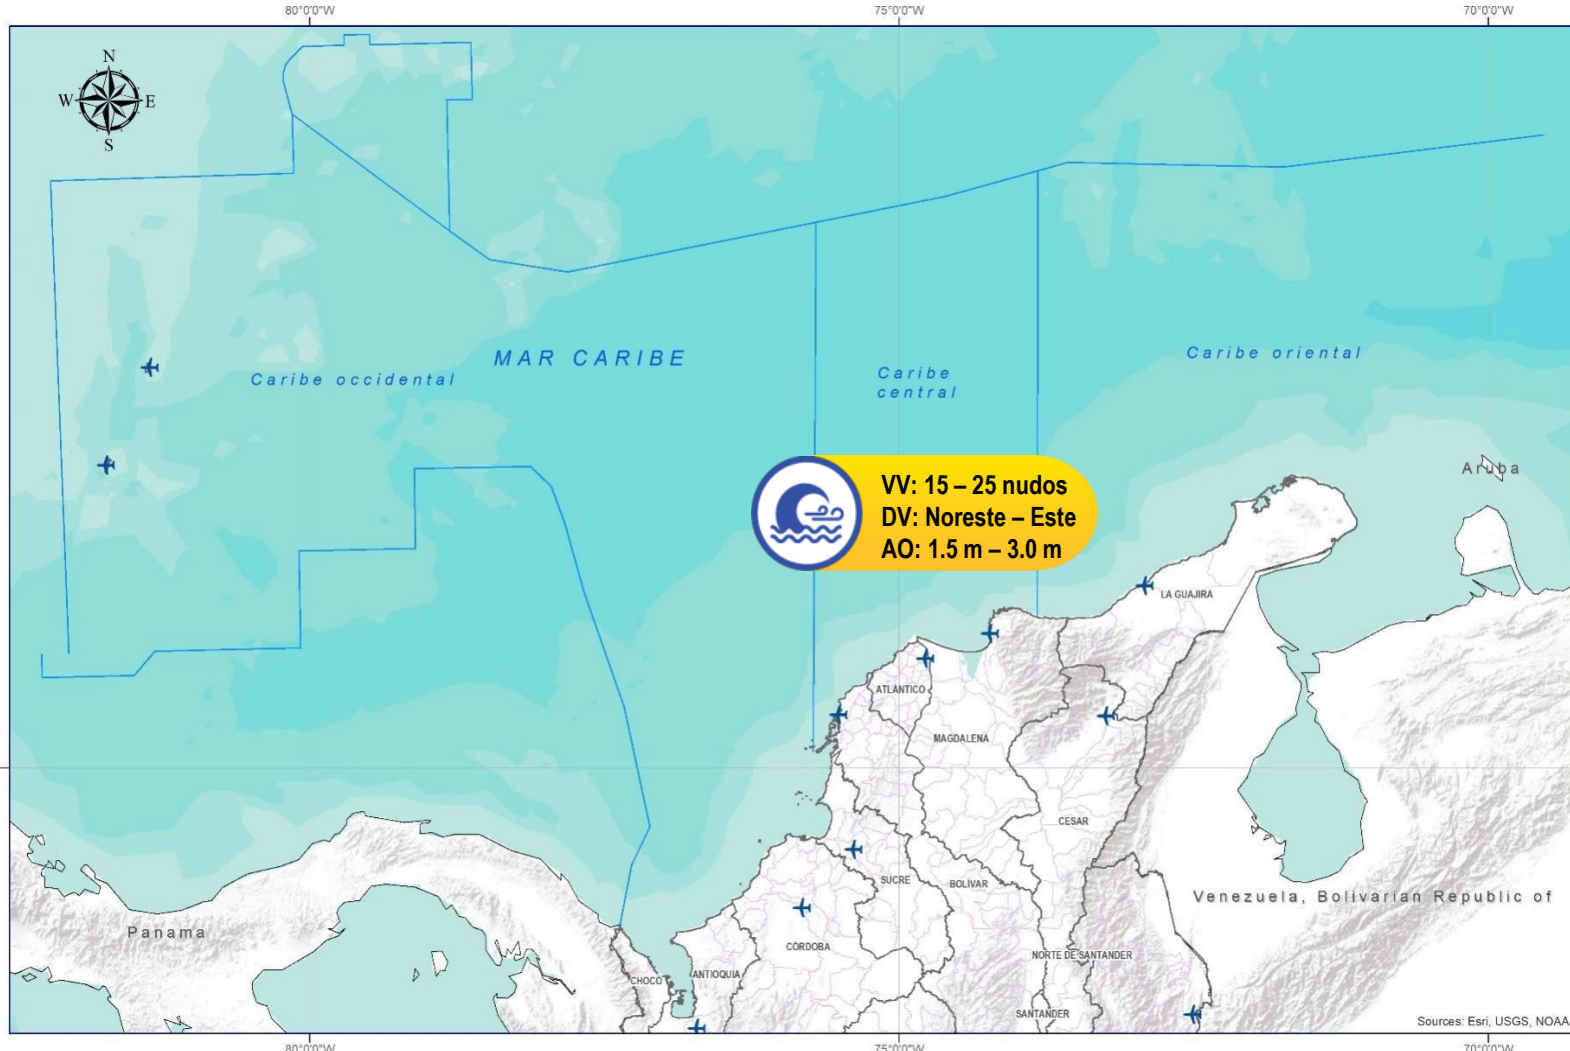 80°0'0"W
75°0'0"W
70°0'0"W
N
W
E
S
MAR CARIBE
Caribe occidental
Caribe
central
Caribe oriental
VV: 15 – 25 nudos
DV: Noreste – Este
AO: 1.5 m – 3.0 m
Aruba
LA GUAJIRA
ATLANTICO
MAGDALENA
CESAR
SUCRE
BOLIVAR
Venezuela, Bolivarian Republic of
Panama
CORDOBA
NORTE DE SANTANDER
CHOCO
ANTIOQUIA
SANTANDER
Sources: Esri, USGS, NOAA
80°0'0"W
75°0'0"W
70°0'0"W